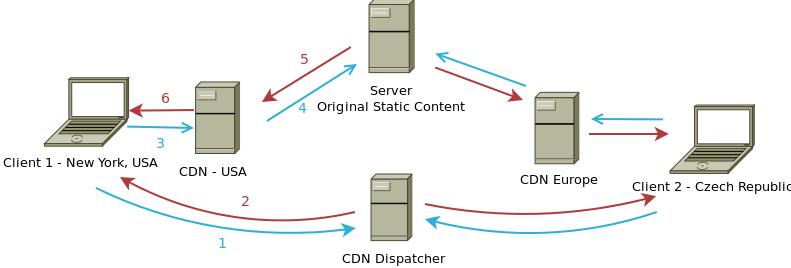 5
Server
Original Static Content
6
4
3
Client 1 - New York, USA
CDN - USA
CDN Europe
Client 2 - Czech Republic
2
1
CDN Dispatcher